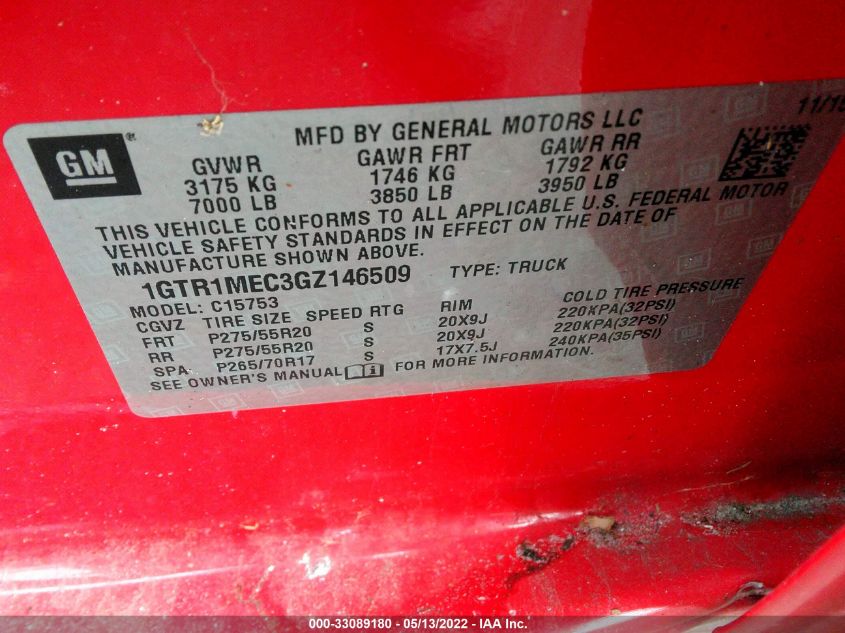 GM®
MFD BY GENERAL MOTORS LLC 11/15
GVWR GAWR FRT GAWR RR
3175 KG 1746 KG 1792 KG
7000 LB 3850 LB 3950 LB
THIS VEHICLE CONFORMS TO ALL APPLICABLE U.S. FEDERAL MOTOR
VEHICLE SAFETY STANDARDS IN EFFECT ON THE DATE OF
MANUFACTURE SHOWN ABOVE.
1GTR1MEC3GZ146509 TYPE: TRUCK
MODEL: C15753
CGVZ TIRE SIZE SPEED RTG RIM COLD TIRE PRESSURE
FRT P275/55R20 S 20X9J 220KPA(32PSI)
RR P275/55R20 S 20X9J 220KPA(32PSI)
SPA P265/70R17 S 17X7.5J 240KPA(35PSI)
SEE OWNER'S MANUAL FOR MORE INFORMATION.
000-33089180 - 05/13/2022 - IAA Inc.